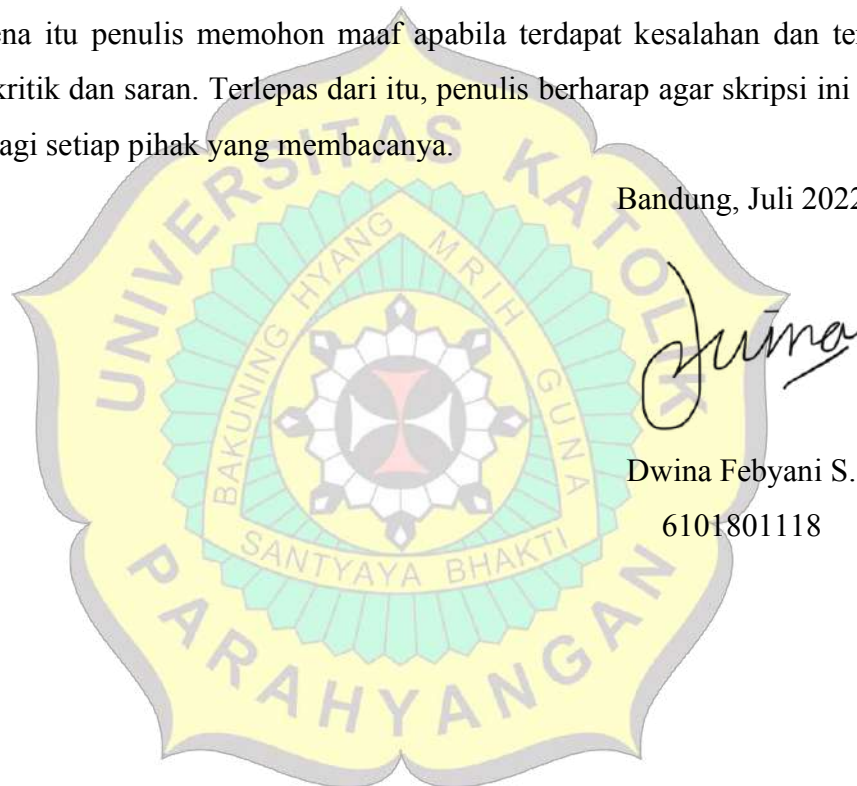 ena itu penulis memohon maaf apabila terdapat kesalahan dan te
kritik dan saran. Terlepas dari itu, penulis berharap agar skripsi ini
agi setiap pihak yang membacanya.
Bandung, Juli 2022
Dwina
Dwina Febyani S.
6101801118
UNIVERSITAS KATOLIK
PARAHYANGAN
BAKUNING HYANG MRIH GUNA
SANTYAYA BHAKTI